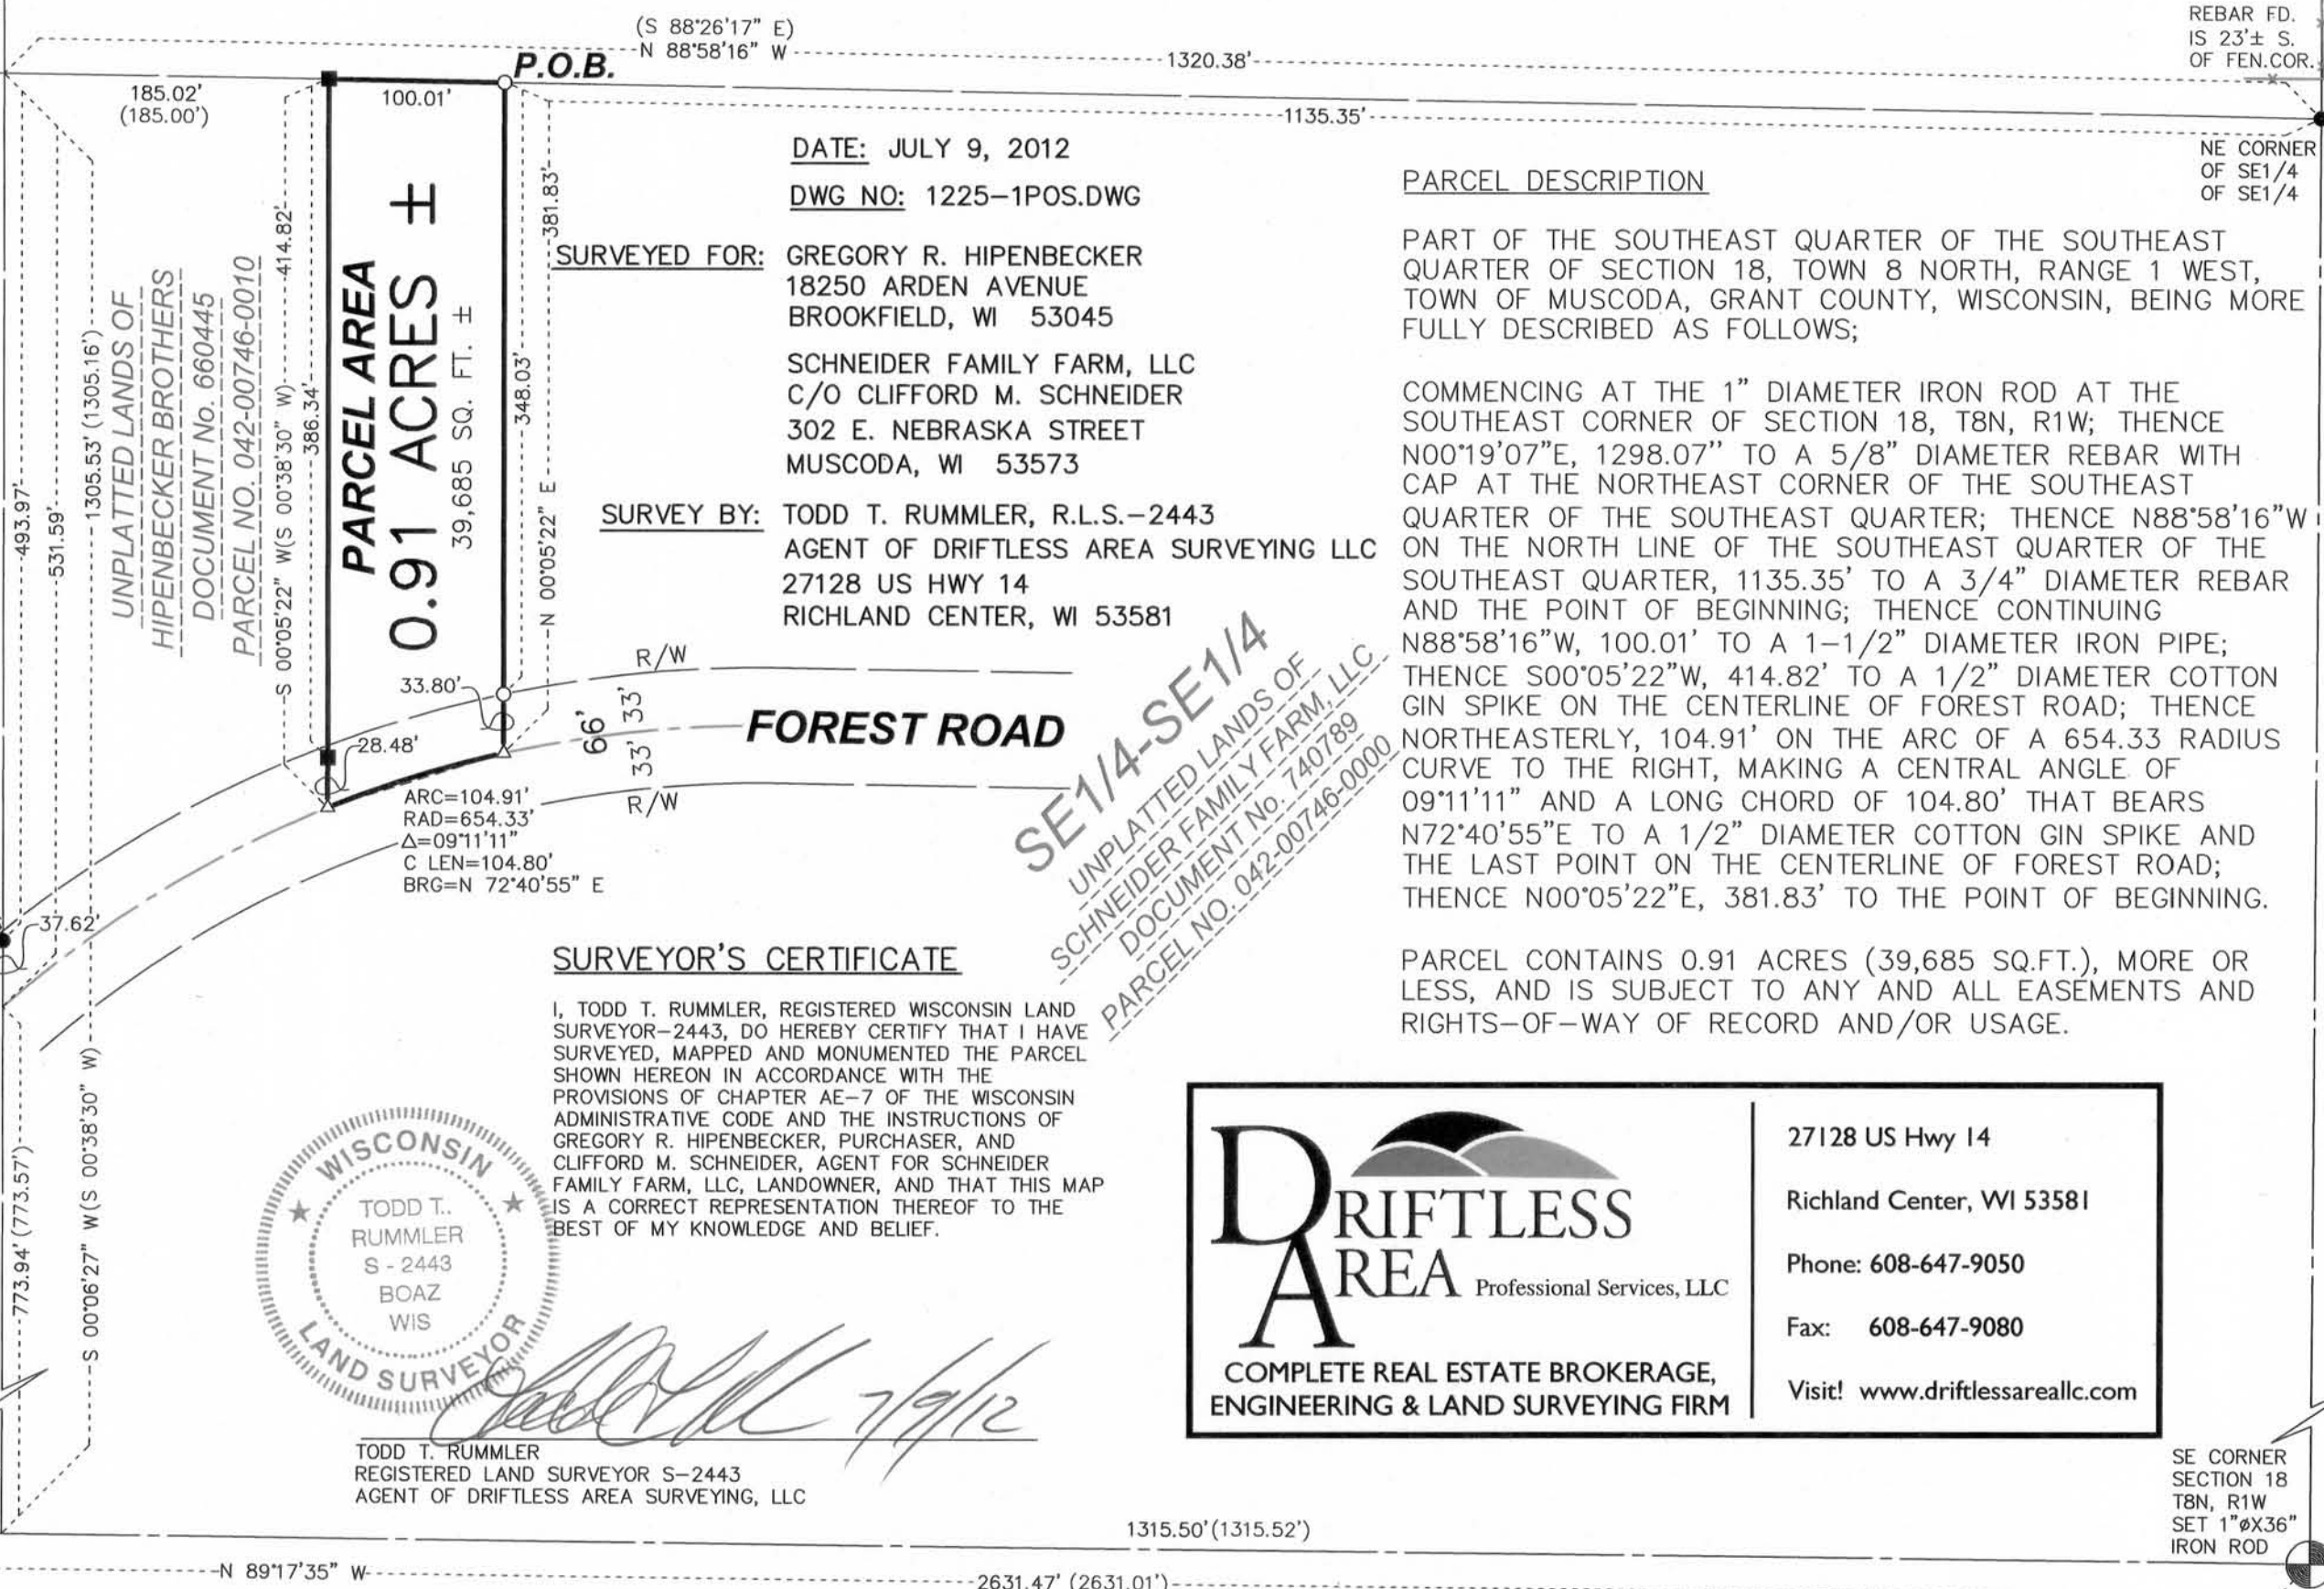 (S 88°26'17" E)
N 88°58'16" W
1320.38'
REBAR FD.
IS 23'± S.
OF FEN.COR.
P.O.B.
185.02'
(185.00')
100.01'
1135.35'
NE CORNER
OF SE1/4
OF SE1/4
493.97'
531.59'
1305.53' (1305.16')
UNPLATTED LANDS OF
HIPENBECKER BROTHERS
DOCUMENT No. 660445
PARCEL NO. 042-00746-0010
S 00°05'22" W(S 00°38'30" W)
414.82'
386.34'
PARCEL AREA
0.91 ACRES ±
39,685 SQ. FT. ±
348.03'
N 00°05'22" E
381.83'
DATE: JULY 9, 2012
DWG NO: 1225-1POS.DWG
SURVEYED FOR: GREGORY R. HIPENBECKER
18250 ARDEN AVENUE
BROOKFIELD, WI 53045
SCHNEIDER FAMILY FARM, LLC
C/O CLIFFORD M. SCHNEIDER
302 E. NEBRASKA STREET
MUSCODA, WI 53573
SURVEY BY: TODD T. RUMMLER, R.L.S.-2443
AGENT OF DRIFTLESS AREA SURVEYING LLC
27128 US HWY 14
RICHLAND CENTER, WI 53581
PARCEL DESCRIPTION
PART OF THE SOUTHEAST QUARTER OF THE SOUTHEAST
QUARTER OF SECTION 18, TOWN 8 NORTH, RANGE 1 WEST,
TOWN OF MUSCODA, GRANT COUNTY, WISCONSIN, BEING MORE
FULLY DESCRIBED AS FOLLOWS;
COMMENCING AT THE 1" DIAMETER IRON ROD AT THE
SOUTHEAST CORNER OF SECTION 18, T8N, R1W; THENCE
N00°19'07"E, 1298.07'' TO A 5/8" DIAMETER REBAR WITH
CAP AT THE NORTHEAST CORNER OF THE SOUTHEAST
QUARTER OF THE SOUTHEAST QUARTER; THENCE N88°58'16"W
ON THE NORTH LINE OF THE SOUTHEAST QUARTER OF THE
SOUTHEAST QUARTER, 1135.35' TO A 3/4" DIAMETER REBAR
AND THE POINT OF BEGINNING; THENCE CONTINUING
N88°58'16"W, 100.01' TO A 1-1/2" DIAMETER IRON PIPE;
THENCE S00°05'22"W, 414.82' TO A 1/2" DIAMETER COTTON
GIN SPIKE ON THE CENTERLINE OF FOREST ROAD; THENCE
NORTHEASTERLY, 104.91' ON THE ARC OF A 654.33 RADIUS
CURVE TO THE RIGHT, MAKING A CENTRAL ANGLE OF
09°11'11" AND A LONG CHORD OF 104.80' THAT BEARS
N72°40'55"E TO A 1/2" DIAMETER COTTON GIN SPIKE AND
THE LAST POINT ON THE CENTERLINE OF FOREST ROAD;
THENCE N00°05'22"E, 381.83' TO THE POINT OF BEGINNING.
PARCEL CONTAINS 0.91 ACRES (39,685 SQ.FT.), MORE OR
LESS, AND IS SUBJECT TO ANY AND ALL EASEMENTS AND
RIGHTS-OF-WAY OF RECORD AND/OR USAGE.
R/W
33.80'
28.48'
66'
33'
33'
R/W
FOREST ROAD
SE1/4-SE1/4
UNPLATTED LANDS OF
SCHNEIDER FAMILY FARM, LLC
DOCUMENT No. 740789
PARCEL NO. 042-00746-0000
ARC=104.91'
RAD=654.33'
Δ=09°11'11"
C LEN=104.80'
BRG=N 72°40'55" E
37.62'
773.94' (773.57')
S 00°06'27" W(S 00°38'30" W)
SURVEYOR'S CERTIFICATE
I, TODD T. RUMMLER, REGISTERED WISCONSIN LAND
SURVEYOR-2443, DO HEREBY CERTIFY THAT I HAVE
SURVEYED, MAPPED AND MONUMENTED THE PARCEL
SHOWN HEREON IN ACCORDANCE WITH THE
PROVISIONS OF CHAPTER AE-7 OF THE WISCONSIN
ADMINISTRATIVE CODE AND THE INSTRUCTIONS OF
GREGORY R. HIPENBECKER, PURCHASER, AND
CLIFFORD M. SCHNEIDER, AGENT FOR SCHNEIDER
FAMILY FARM, LLC, LANDOWNER, AND THAT THIS MAP
IS A CORRECT REPRESENTATION THEREOF TO THE
BEST OF MY KNOWLEDGE AND BELIEF.
WISCONSIN
TODD T..
RUMMLER
S - 2443
BOAZ
WIS
LAND SURVEYOR
7/9/12
TODD T. RUMMLER
REGISTERED LAND SURVEYOR S-2443
AGENT OF DRIFTLESS AREA SURVEYING, LLC
DRIFTLESS
AREA Professional Services, LLC
COMPLETE REAL ESTATE BROKERAGE,
ENGINEERING & LAND SURVEYING FIRM
27128 US Hwy 14
Richland Center, WI 53581
Phone: 608-647-9050
Fax: 608-647-9080
Visit! www.driftlessareallc.com
SE CORNER
SECTION 18
T8N, R1W
SET 1"øX36"
IRON ROD
1315.50'(1315.52')
N 89°17'35" W
2631.47' (2631.01')